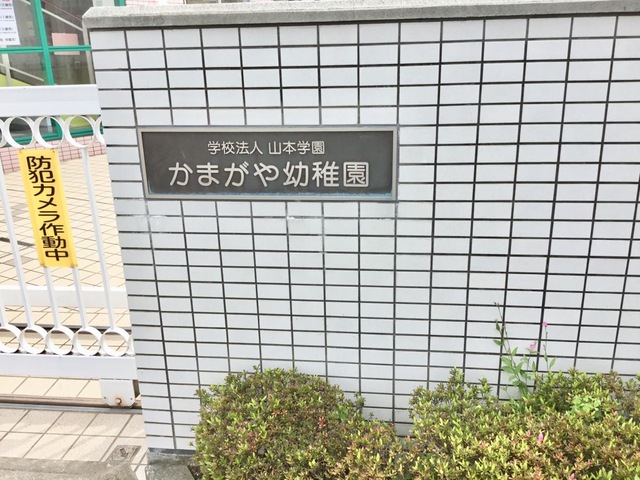 学校法人 山本学園
かまがや幼稚園
防犯カメラ作動中